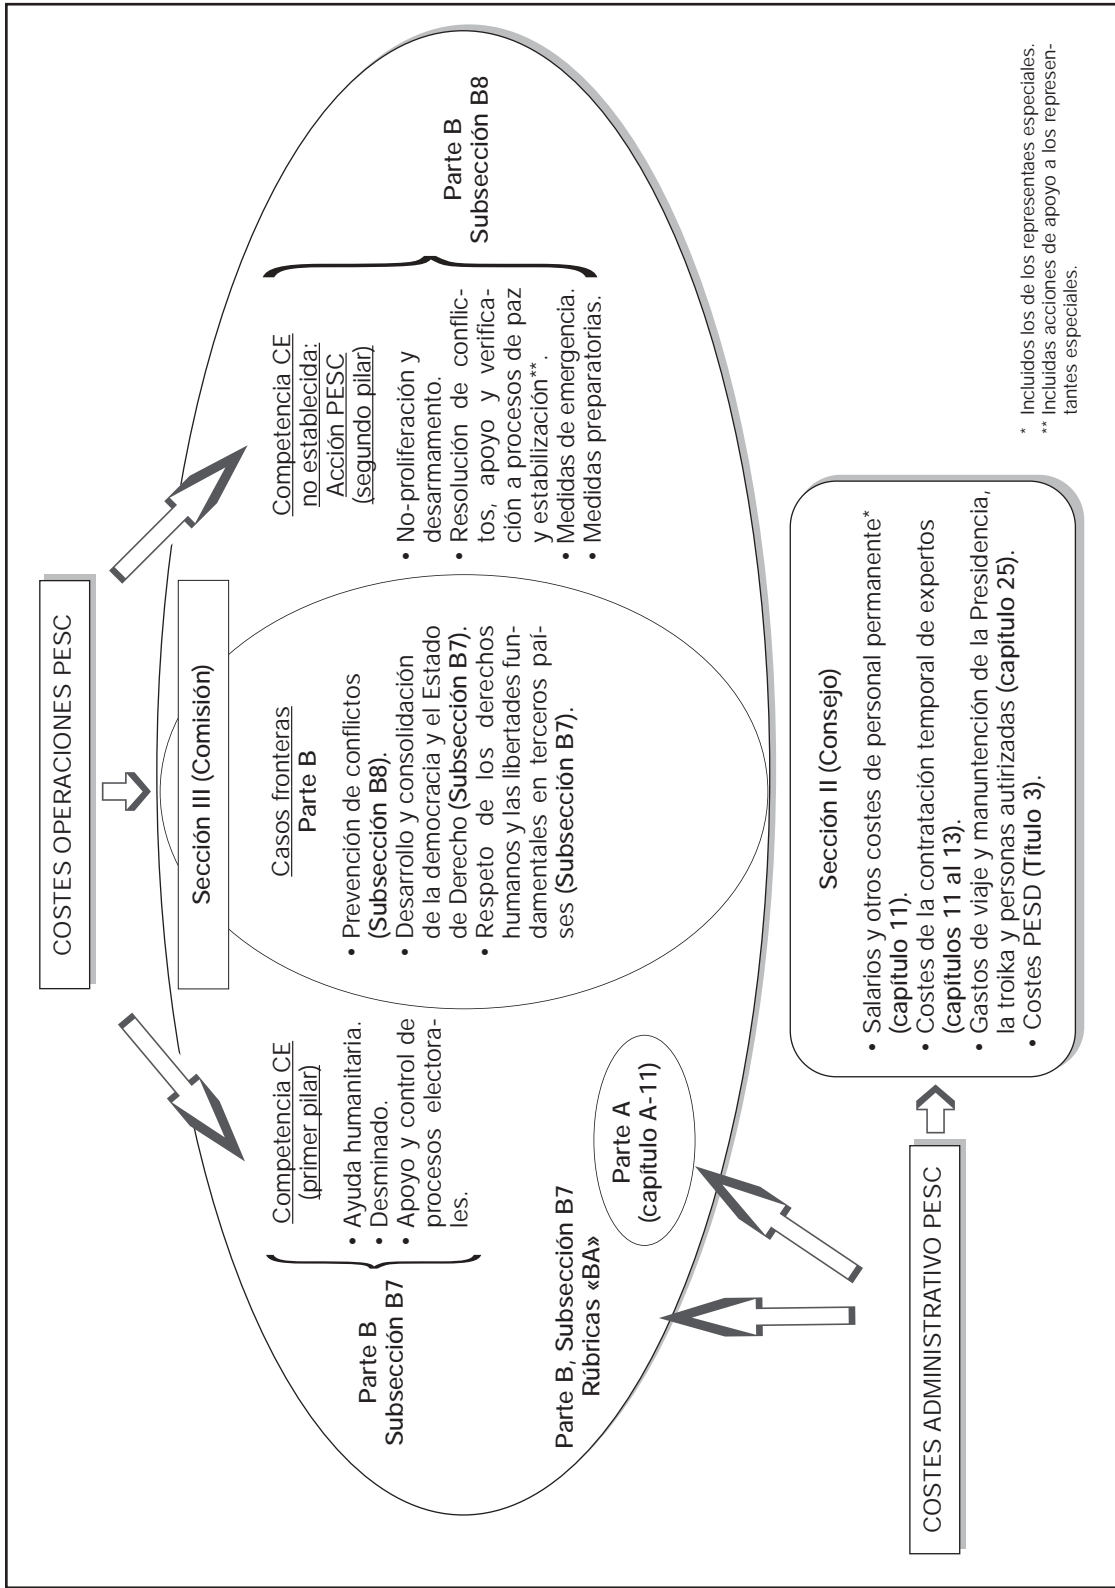 COSTES OPERACIONES PESC
Sección III (Comisión)
Competencia CE
(primer pilar)
• Ayuda humanitaria.
• Desminado.
• Apoyo y control de
procesos electora-
les.
Parte B
Subsección B7
Casos fronteras
Parte B
• Prevención de conflictos
(Subsección B8).
• Desarrollo y consolidación
de la democracia y el Estado
de Derecho (Subsección B7).
• Respeto de los derechos
humanos y las libertades fun-
damentales en terceros paí-
ses (Subsección B7).
Competencia CE
no establecida:
Acción PESC
(segundo pilar)
• No-proliferación y
desarmamento.
• Resolución de conflic-
tos, apoyo y verifica-
ción a procesos de paz
y estabilización**.
• Medidas de emergencia.
• Medidas preparatorias.
Parte B
Subsección B8
Parte B, Subsección B7
Rúbricas «BA»
Parte A
(capítulo A-11)
COSTES ADMINISTRATIVO PESC
Sección II (Consejo)
• Salarios y otros costes de personal permanente*
(capítulo 11).
• Costes de la contratación temporal de expertos
(capítulos 11 al 13).
• Gastos de viaje y manuntención de la Presidencia,
la troika y personas autirizadas (capítulo 25).
• Costes PESD (Título 3).
* Incluidos los de los representaes especiales.
** Incluidas acciones de apoyo a los represen-
tantes especiales.